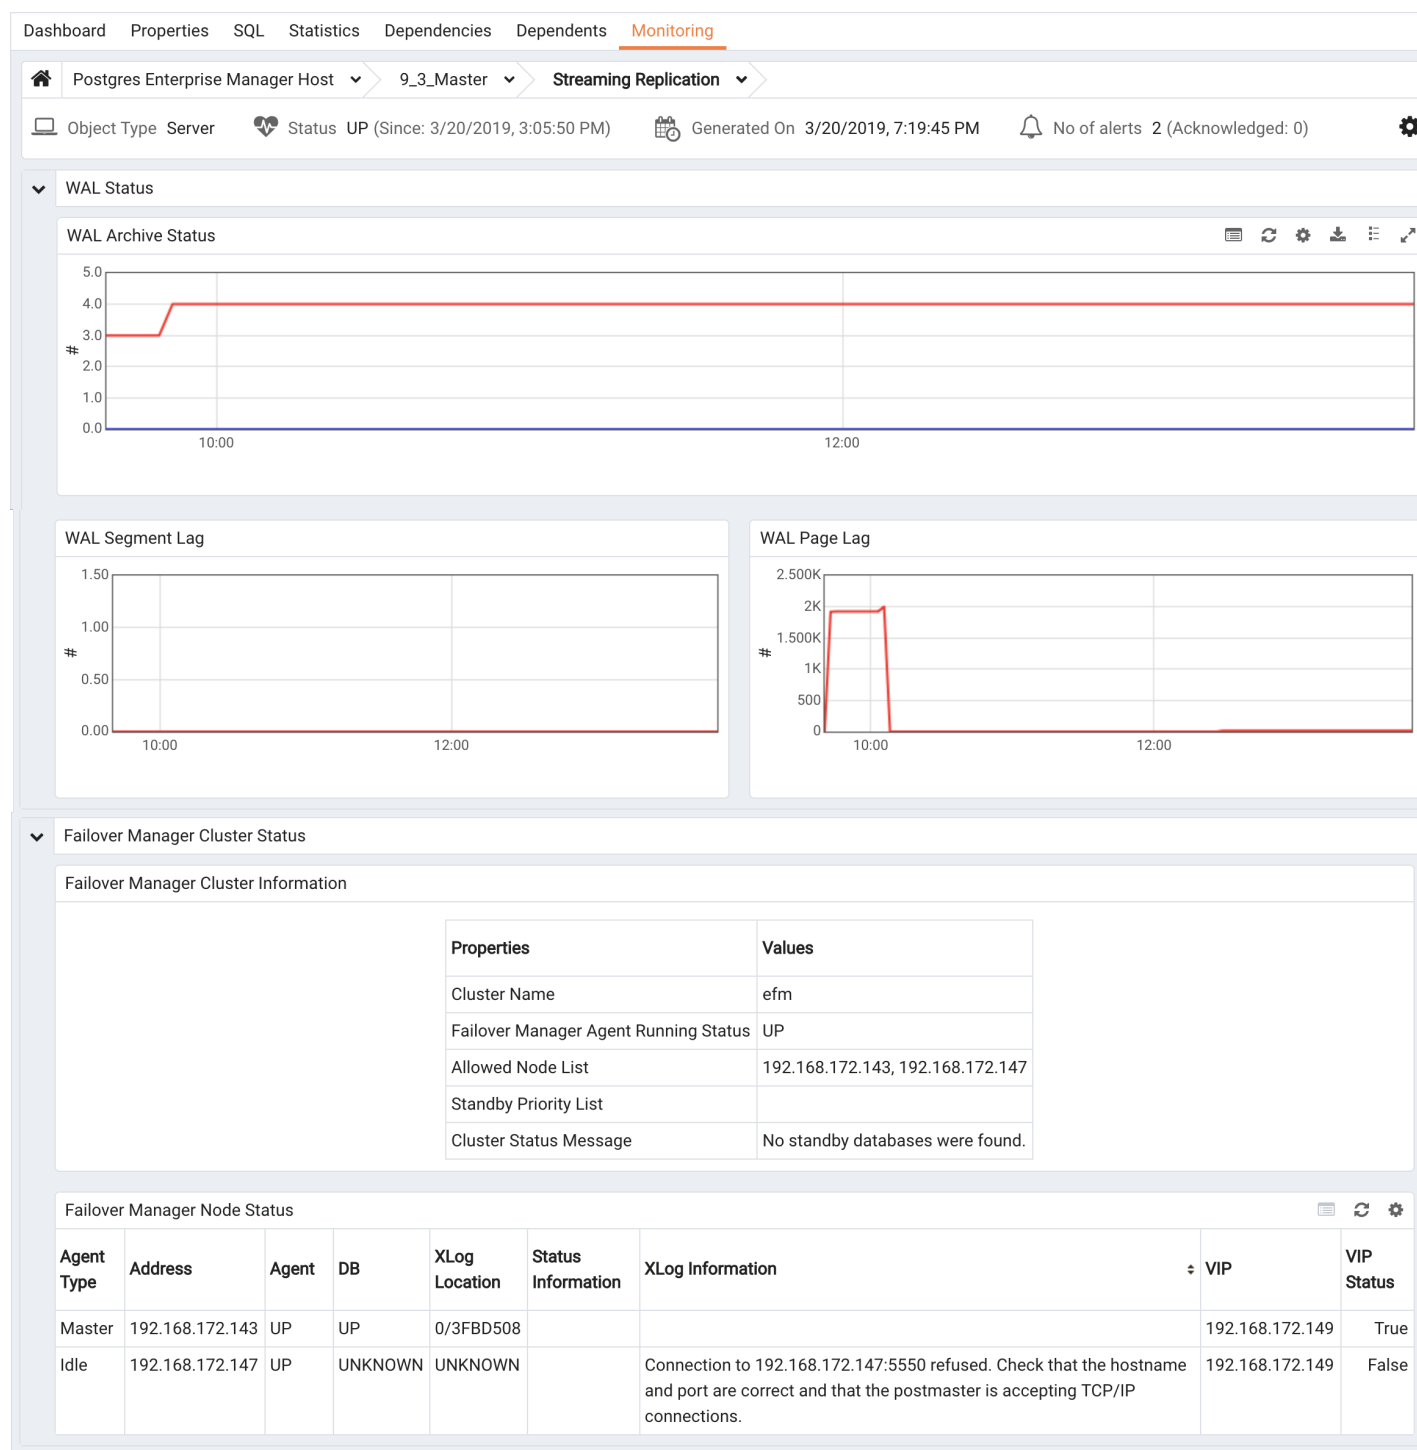 Dashboard Properties SQL Statistics Dependencies Dependents Monitoring
Postgres Enterprise Manager Host 9_3_Master Streaming Replication
Object Type Server Status UP (Since: 3/20/2019, 3:05:50 PM) Generated On 3/20/2019, 7:19:45 PM No of alerts 2 (Acknowledged: 0)
WAL Status
WAL Archive Status
5.0
4.0
3.0
#
2.0
1.0
0.0
10:00 12:00
WAL Segment Lag
1.50
1.00
#
0.50
0.00
10:00 12:00
WAL Page Lag
2.500K
2K
1.500K
#
1K
500
0
10:00 12:00
Failover Manager Cluster Status
Failover Manager Cluster Information
Properties Values
Cluster Name efm
Failover Manager Agent Running Status UP
Allowed Node List 192.168.172.143, 192.168.172.147
Standby Priority List
Cluster Status Message No standby databases were found.
Failover Manager Node Status
Agent Type Address Agent DB XLog Location Status Information XLog Information VIP VIP Status
Master 192.168.172.143 UP UP 0/3FBD508 192.168.172.149 True
Idle 192.168.172.147 UP UNKNOWN UNKNOWN Connection to 192.168.172.147:5550 refused. Check that the hostname 192.168.172.149 False
and port are correct and that the postmaster is accepting TCP/IP
connections.